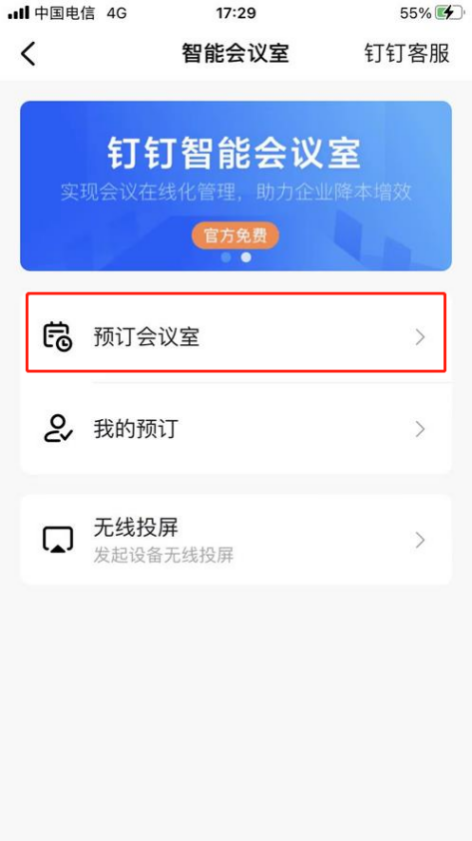 中国电信 4G 17:29 55%
智能会议室 钉钉客服
钉钉智能会议室
实现会议在线化管理，助力企业降本增效
官方免费
预订会议室
我的预订
无线投屏
发起设备无线投屏